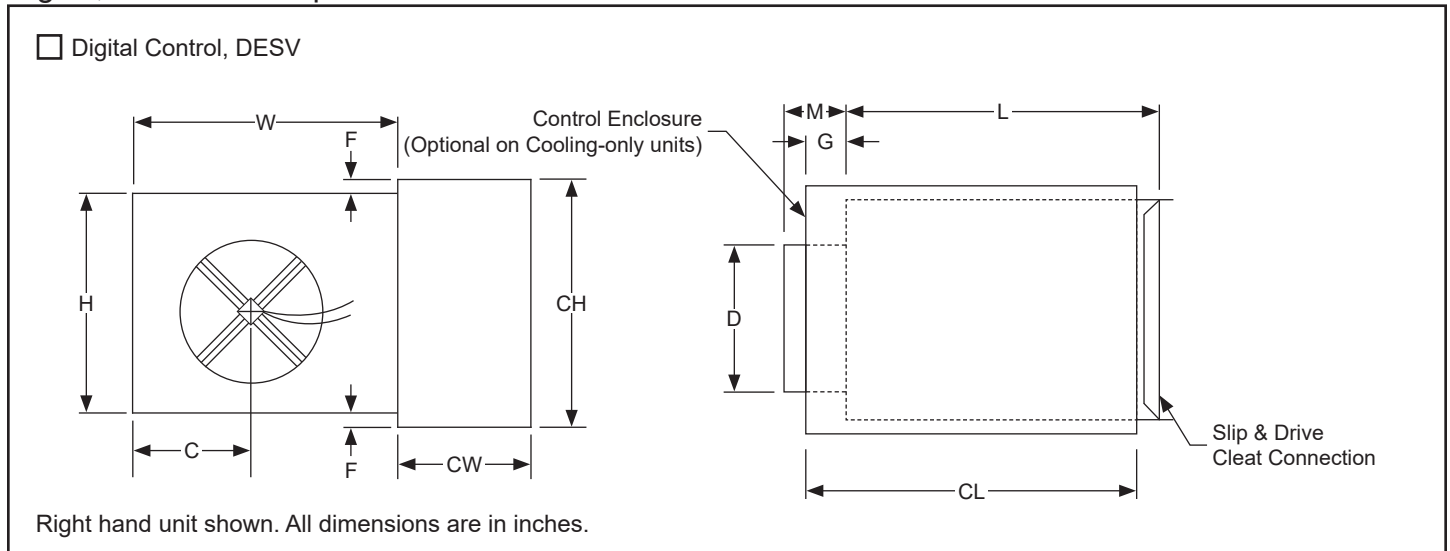 Digital Control, DESV
W
F
H
CH
C
F
CW
Control Enclosure
(Optional on Cooling-only units)
M
L
G
D
Slip & Drive
Cleat Connection
CL
Right hand unit shown. All dimensions are in inches.